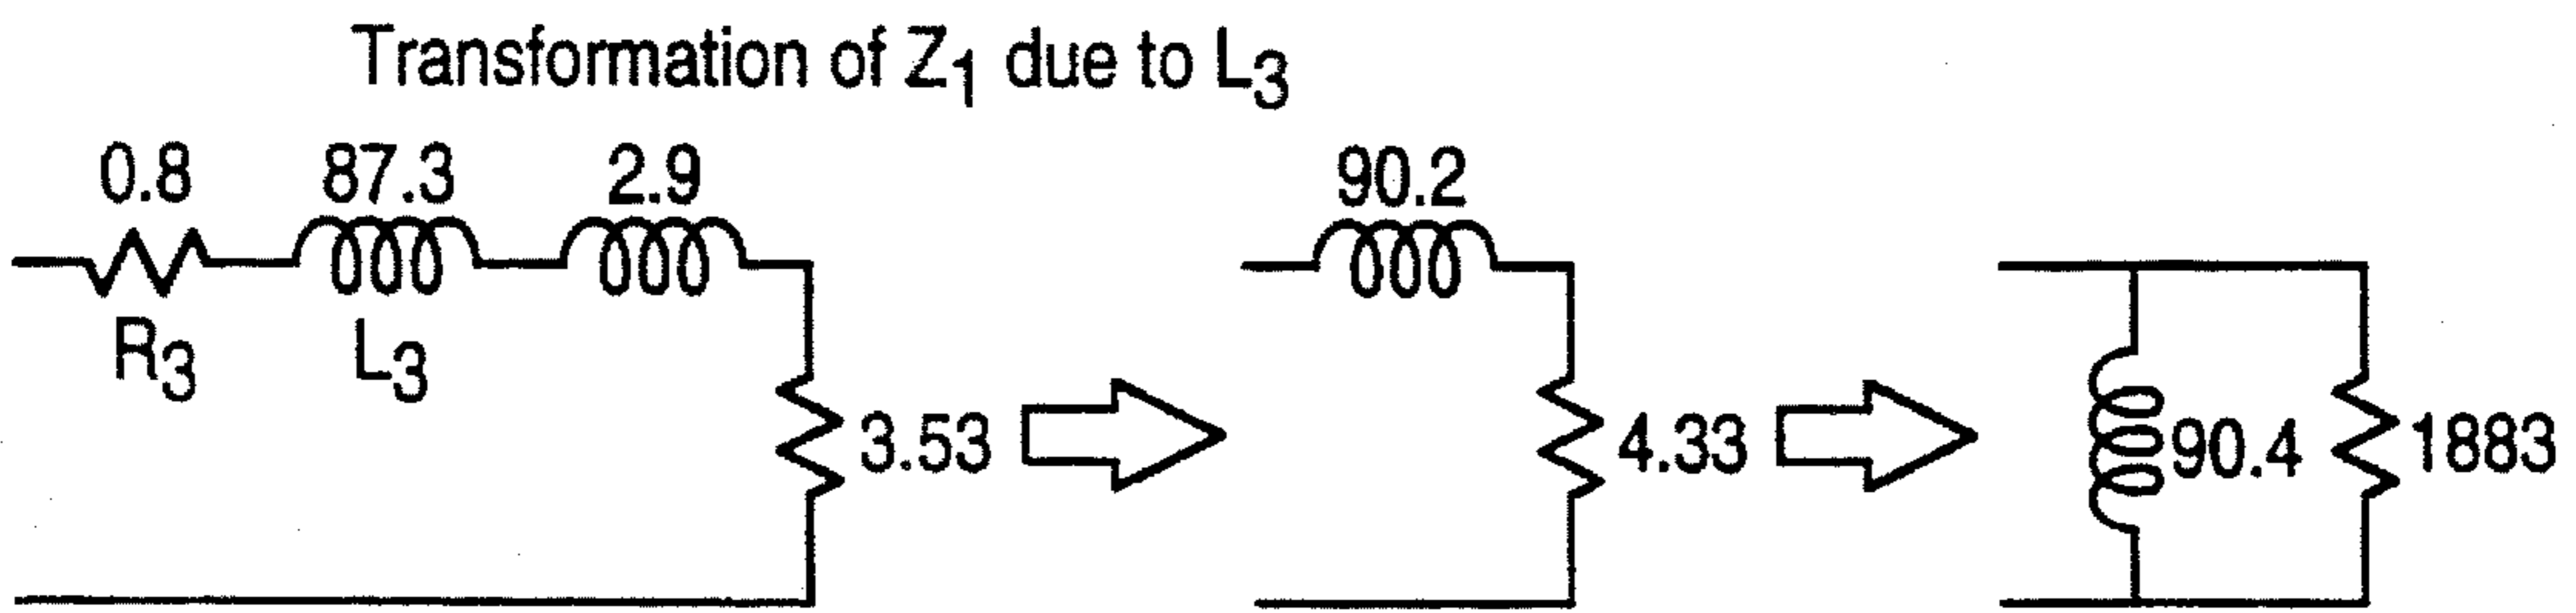 Transformation of Z1 due to L3
0.8 87.3 2.9 90.2
R3 L3
3.53 4.33 90.4 1883